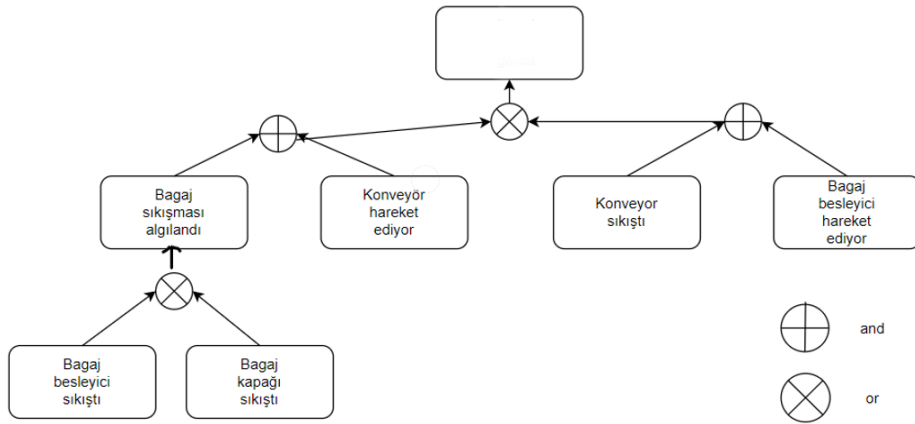 Bagaj
sıkışması
algılandı
Konveyör
hareket
ediyor
Konveyor
sıkıştı
Bagaj
besleyici
hareket
ediyor
Bagaj
besleyici
sıkıştı
Bagaj
kapağı
sıkıştı
and
or